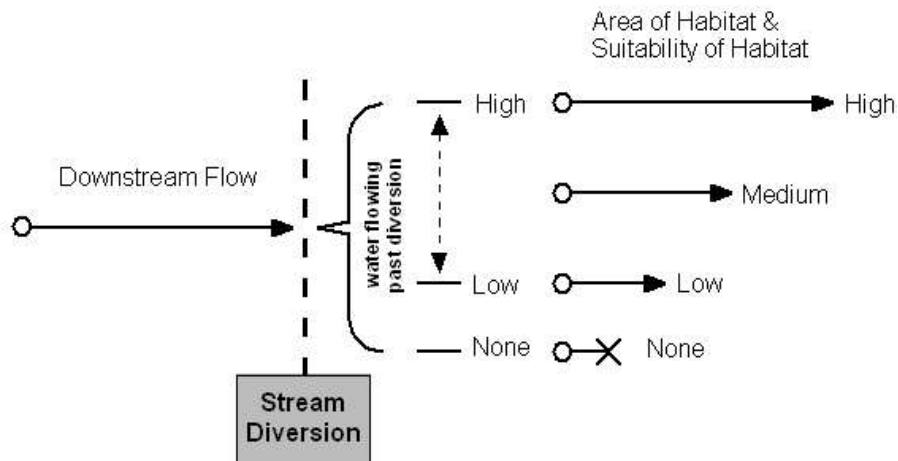 Area of Habitat &
Suitability of Habitat
High
High
Downstream Flow
water flowing
past diversion
Medium
Low
Low
None
None
Stream
Diversion